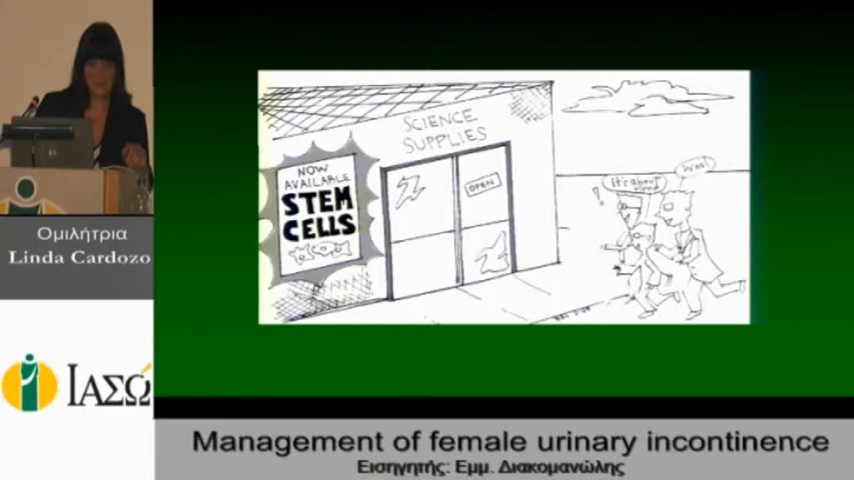 Ομιλήτρια
Linda Cardozo
ΙΑΣΩ
SCIENCE
SUPPLIES
NOW
AVAILABLE
STEM
CELLS
OPEN
It's about
Woo!
Management of female urinary incontinence
Εισηγητής: Εμμ. Διακομανώλης